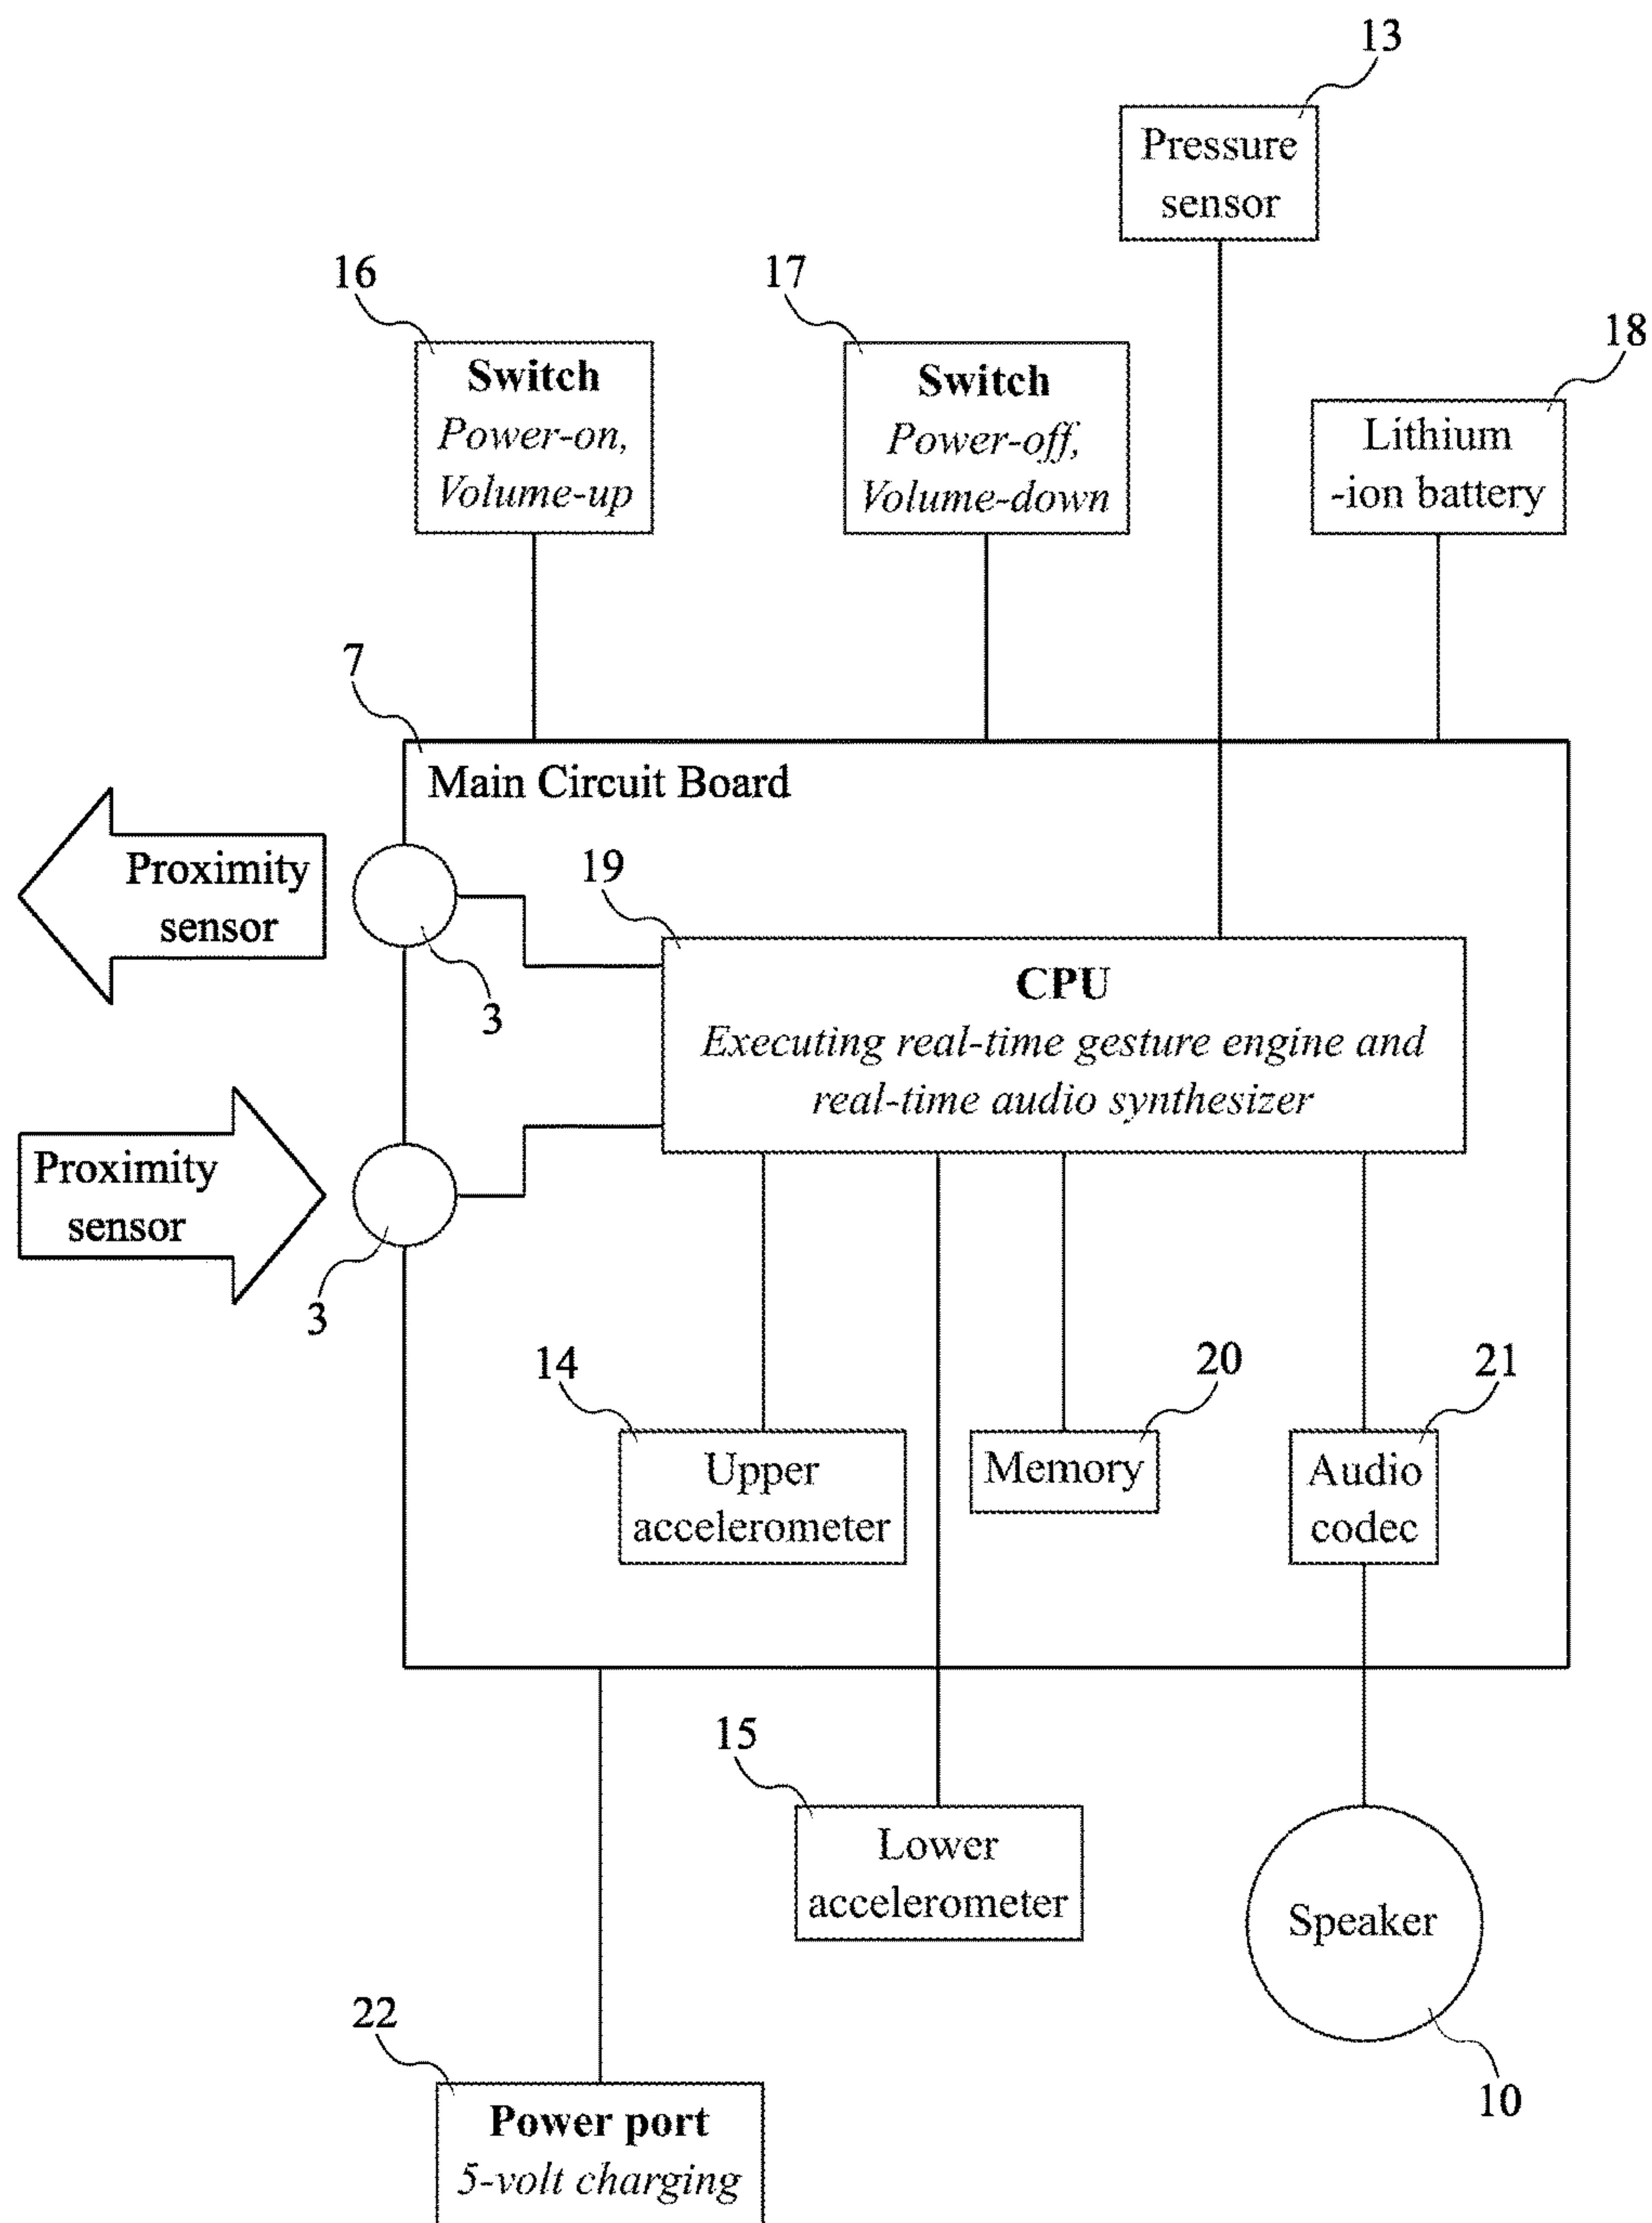 13
Pressure
sensor
16
Switch
Power-on,
Volume-up
17
Switch
Power-off,
Volume-down
18
Lithium
-ion battery
7
Main Circuit Board
Proximity
sensor
3
19
CPU
Executing real-time gesture engine and
real-time audio synthesizer
Proximity
sensor
3
14
Upper
accelerometer
20
Memory
21
Audio
codec
15
Lower
accelerometer
Speaker
10
22
Power port
5-volt charging